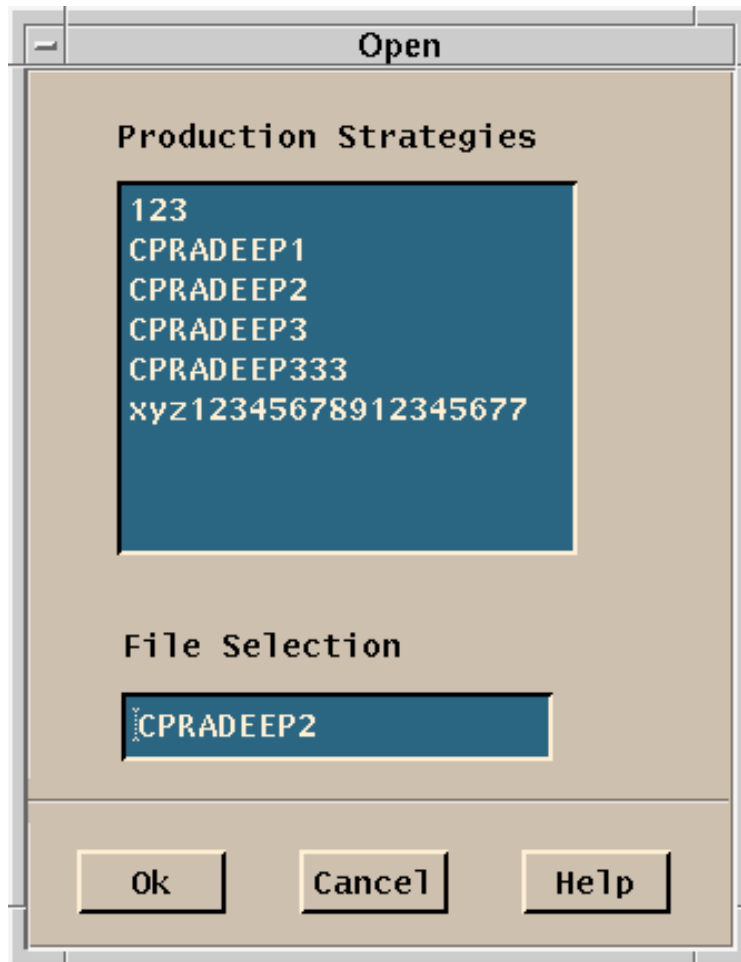 Open
Production Strategies
123
CPRADEEP1
CPRADEEP2
CPRADEEP3
CPRADEEP333
xyz12345678912345677
File Selection
CPRADEEP2
Ok Cancel Help